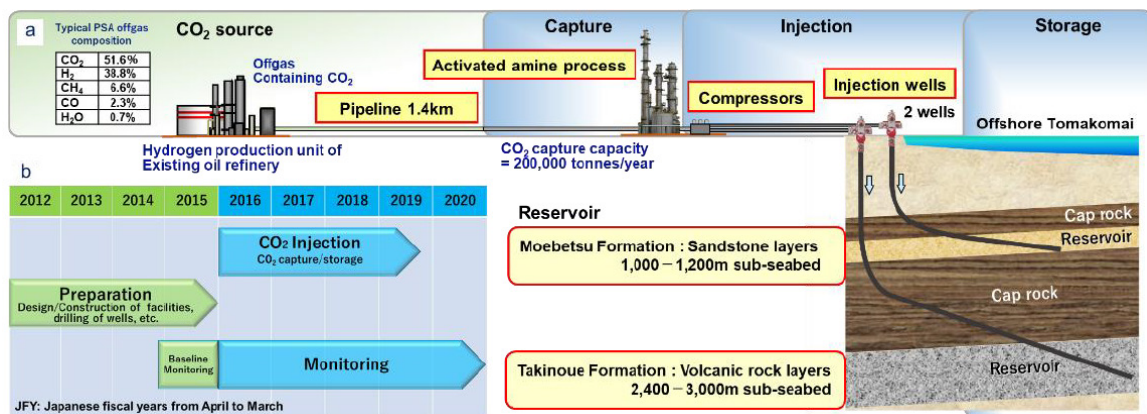 a
Typical PSA offgas
composition
CO₂ 51.6%
H₂ 38.8%
CH₄ 6.6%
CO 2.3%
H₂O 0.7%
CO₂ source
Offgas
Containing CO₂
Pipeline 1.4km
Hydrogen production unit of
Existing oil refinery
Capture
Activated amine process
CO₂ capture capacity
= 200,000 tonnes/year
Injection
Compressors
Injection wells
2 wells
Storage
Offshore Tomakomai
b
2012 2013 2014 2015 2016 2017 2018 2019 2020
CO₂ Injection
CO₂ capture/storage
Preparation
Design/Construction of facilities,
drilling of wells, etc.
Baseline
Monitoring
Monitoring
JFY: Japanese fiscal years from April to March
Reservoir
Moebetsu Formation : Sandstone layers
1,000 – 1,200m sub-seabed
Takinoue Formation : Volcanic rock layers
2,400 – 3,000m sub-seabed
Cap rock
Reservoir
Cap rock
Reservoir